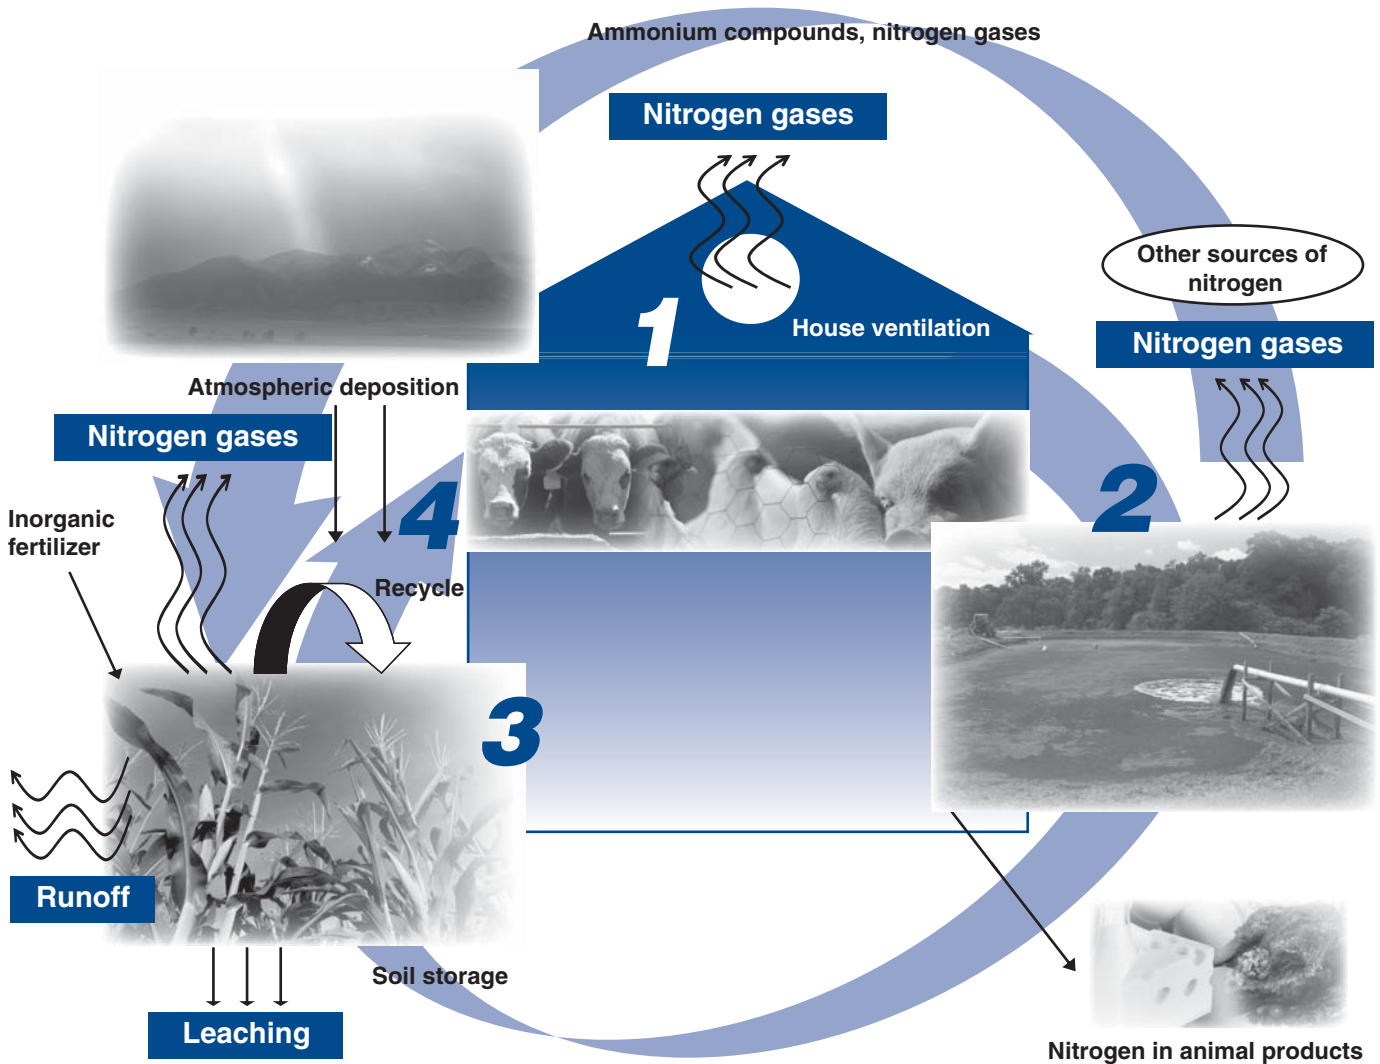 Ammonium compounds, nitrogen gases
Nitrogen gases
Other sources of
nitrogen
1
House ventilation
Nitrogen gases
Atmospheric deposition
Nitrogen gases
2
4
Inorganic
fertilizer
Recycle
3
Runoff
Soil storage
Leaching
Nitrogen in animal products